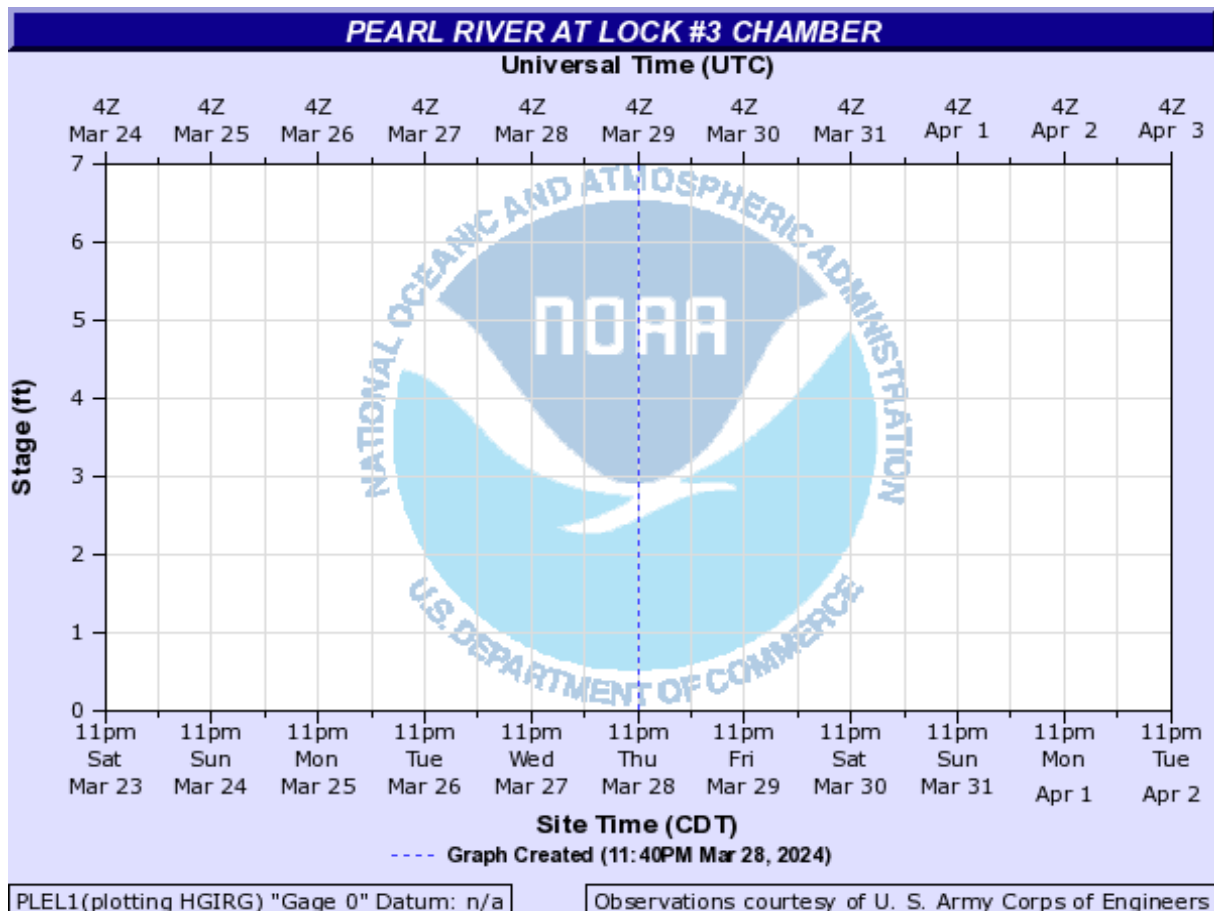 PEARL RIVER AT LOCK #3 CHAMBER
Universal Time (UTC)
4Z 4Z 4Z 4Z 4Z 4Z 4Z 4Z 4Z 4Z 4Z
Mar 24 Mar 25 Mar 26 Mar 27 Mar 28 Mar 29 Mar 30 Mar 31 Apr 1 Apr 2 Apr 3
7
6
5
4
3
2
1
0
Stage (ft)
NATIONAL OCEANIC AND ATMOSPHERIC ADMINISTRATION
NOAA
U.S. DEPARTMENT OF COMMERCE
11pm 11pm 11pm 11pm 11pm 11pm 11pm 11pm 11pm 11pm 11pm
Sat Sun Mon Tue Wed Thu Fri Sat Sun Mon Tue
Mar 23 Mar 24 Mar 25 Mar 26 Mar 27 Mar 28 Mar 29 Mar 30 Mar 31 Apr 1 Apr 2
Site Time (CDT)
Graph Created (11:40PM Mar 28, 2024)
PLEL1(plotting HGIRG) "Gage 0" Datum: n/a
Observations courtesy of U. S. Army Corps of Engineers